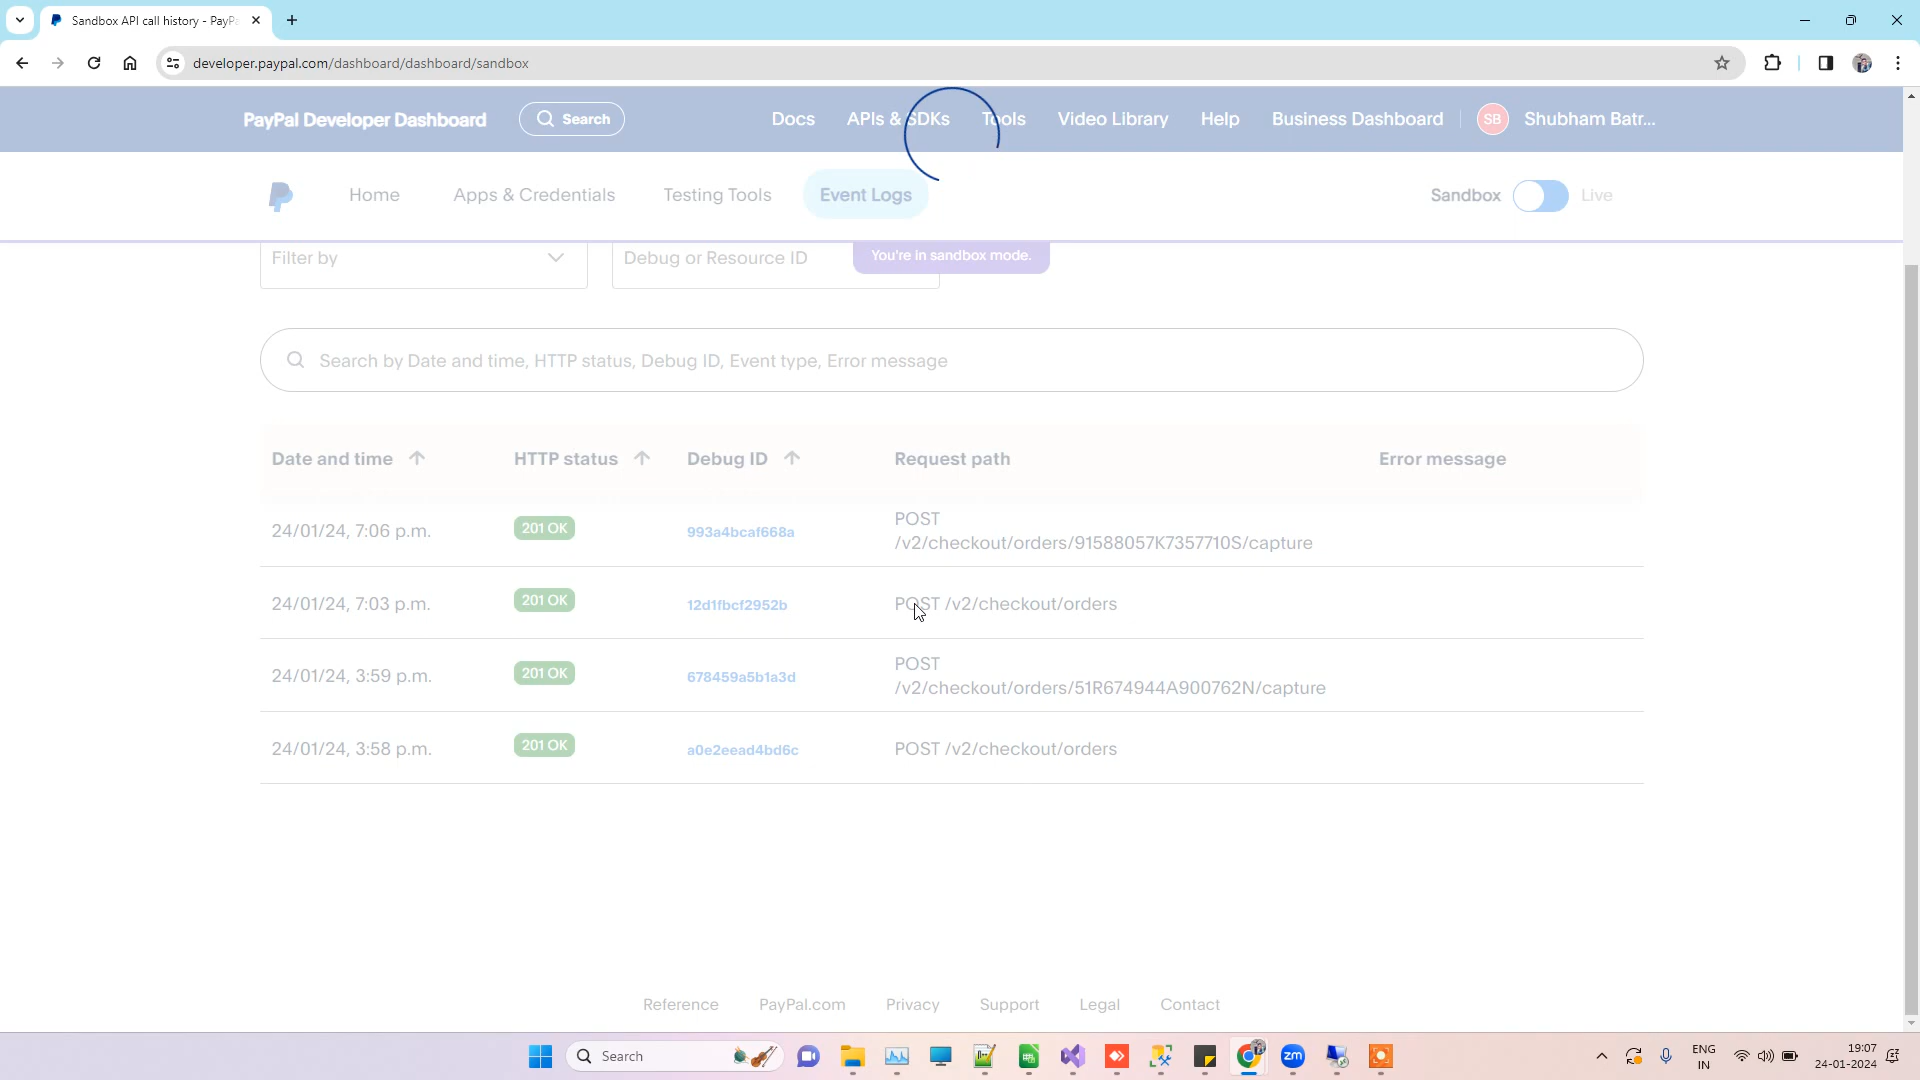 Sandbox API call history - PayPa
developer.paypal.com/dashboard/dashboard/sandbox
PayPal Developer Dashboard
Search
Docs
APIs & SDKs
Tools
Video Library
Help
Business Dashboard
SB
Shubham Batr...
Home
Apps & Credentials
Testing Tools
Event Logs
Sandbox
Live
Filter by
Debug or Resource ID
You're in sandbox mode.
Search by Date and time, HTTP status, Debug ID, Event type, Error message
Date and time
HTTP status
Debug ID
Request path
Error message
24/01/24, 7:06 p.m.
201 OK
993a4bcaf668a
POST
/v2/checkout/orders/91588057K7357710S/capture
24/01/24, 7:03 p.m.
201 OK
12d1fbcf2952b
POST /v2/checkout/orders
24/01/24, 3:59 p.m.
201 OK
678459a5b1a3d
POST
/v2/checkout/orders/51R674944A900762N/capture
24/01/24, 3:58 p.m.
201 OK
a0e2eead4bd6c
POST /v2/checkout/orders
Reference
PayPal.com
Privacy
Support
Legal
Contact
Search
zm
ENG
IN
19:07
24-01-2024